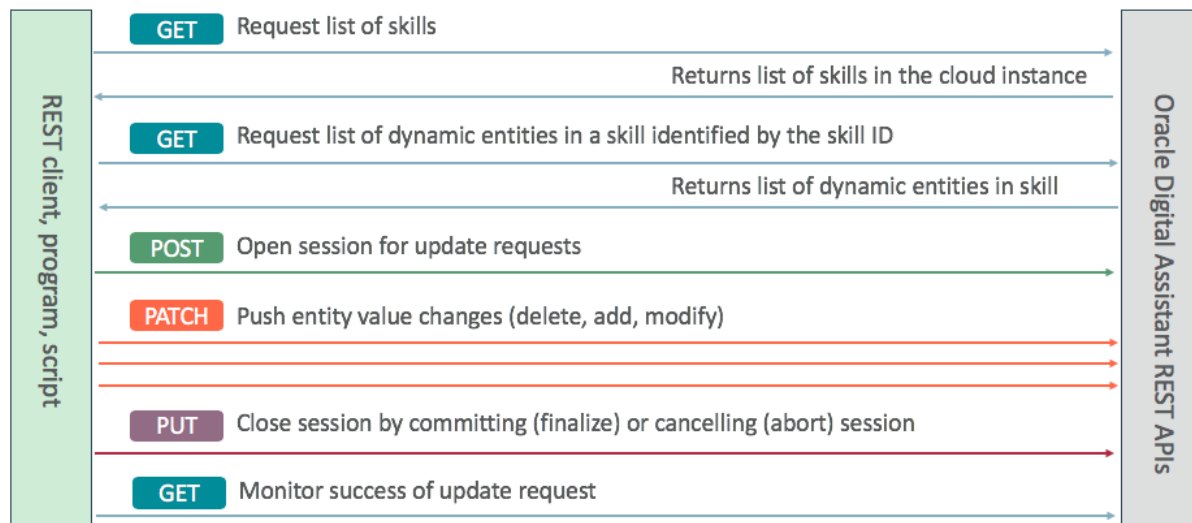 GET Request list of skills
Returns list of skills in the cloud instance
GET Request list of dynamic entities in a skill identified by the skill ID
Returns list of dynamic entities in skill
POST Open session for update requests
PATCH Push entity value changes (delete, add, modify)
PUT Close session by committing (finalize) or cancelling (abort) session
GET Monitor success of update request
REST client, program, script
Oracle Digital Assistant REST APIs